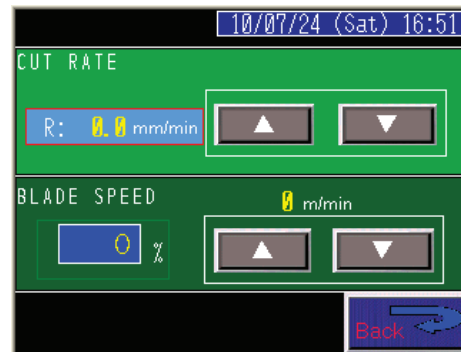 10/07/24 (Sat) 16:51
CUT RATE
R: 0.0 mm/min
BLADE SPEED
0 m/min
0 %
Back